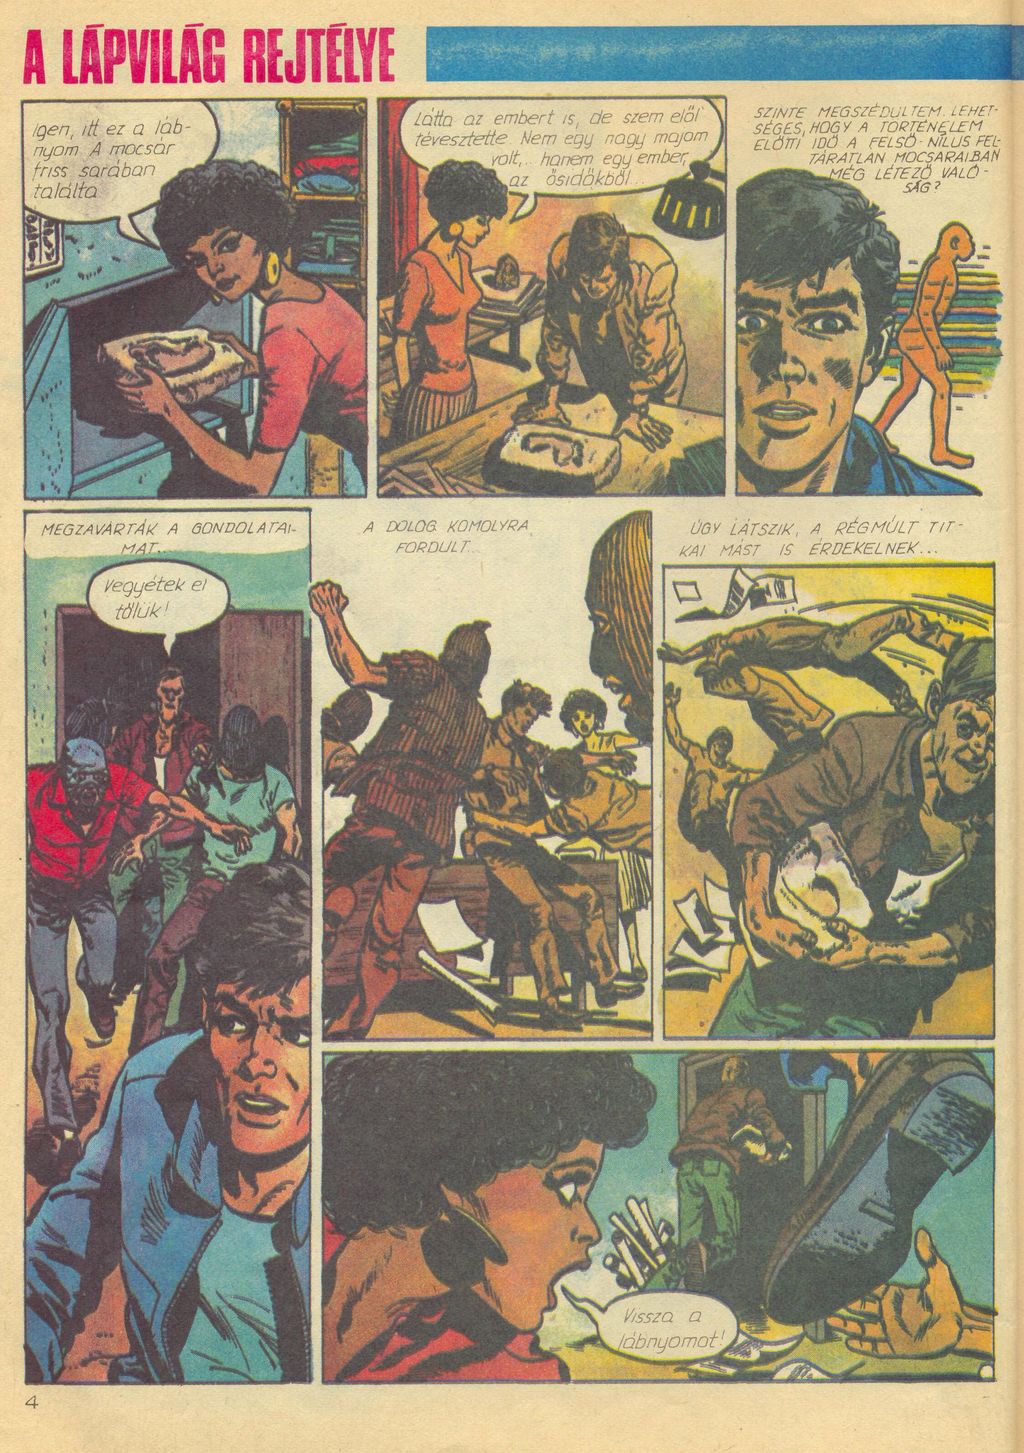 A LÁPVILÁG REJTÉLYE
Igen, itt ez a láb-
nyom. A mocsár
friss sarában
találta.
Látta az embert is, de szem elől
tévesztette. Nem egy nagy majom
volt,.. hanem egy ember,
az ősidőkből...
SZINTE MEGSZÉDÜLTEM. LEHET-
SÉGES, HOGY A TÖRTÉNELEM
ELŐTTI IDŐ A FELSŐ-NÍLUS FEL-
TÁRATLAN MOCSARAIBAN
MÉG LÉTEZŐ VALÓ-
SÁG?
MEGZAVARTÁK A GONDOLATAI-
MAT..
Vegyétek el
tőlük!
A DOLOG KOMOLYRA
FORDULT...
ÚGY LÁTSZIK, A RÉGMÚLT TIT-
KAI MÁST IS ÉRDEKELNEK...
Vissza a
lábnyomot!
4